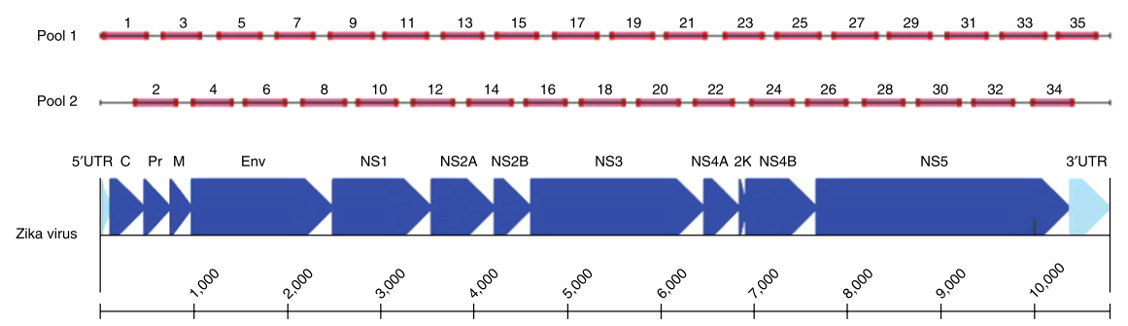 1 3 5 7 9 11 13 15 17 19 21 23 25 27 29 31 33 35
Pool 1
2 4 6 8 10 12 14 16 18 20 22 24 26 28 30 32 34
Pool 2
5′UTR C Pr M Env NS1 NS2A NS2B NS3 NS4A 2K NS4B NS5 3′UTR
Zika virus
1,000 2,000 3,000 4,000 5,000 6,000 7,000 8,000 9,000 10,000